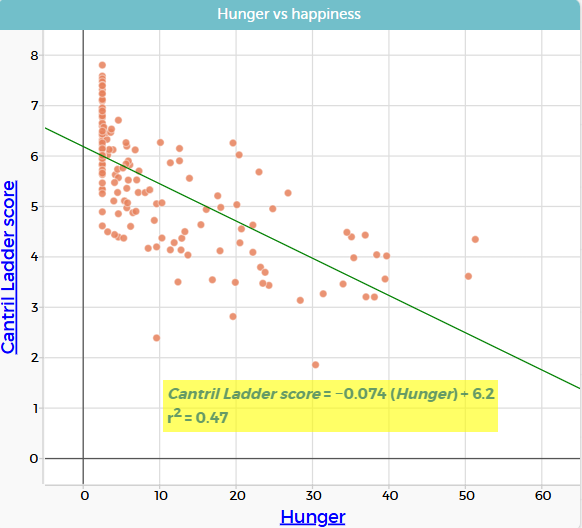 Hunger vs happiness
8
7
6
5
4
3
2
1
0
Cantril Ladder score
Cantril Ladder score = −0.074 (Hunger) + 6.2
r² = 0.47
0 10 20 30 40 50 60
Hunger